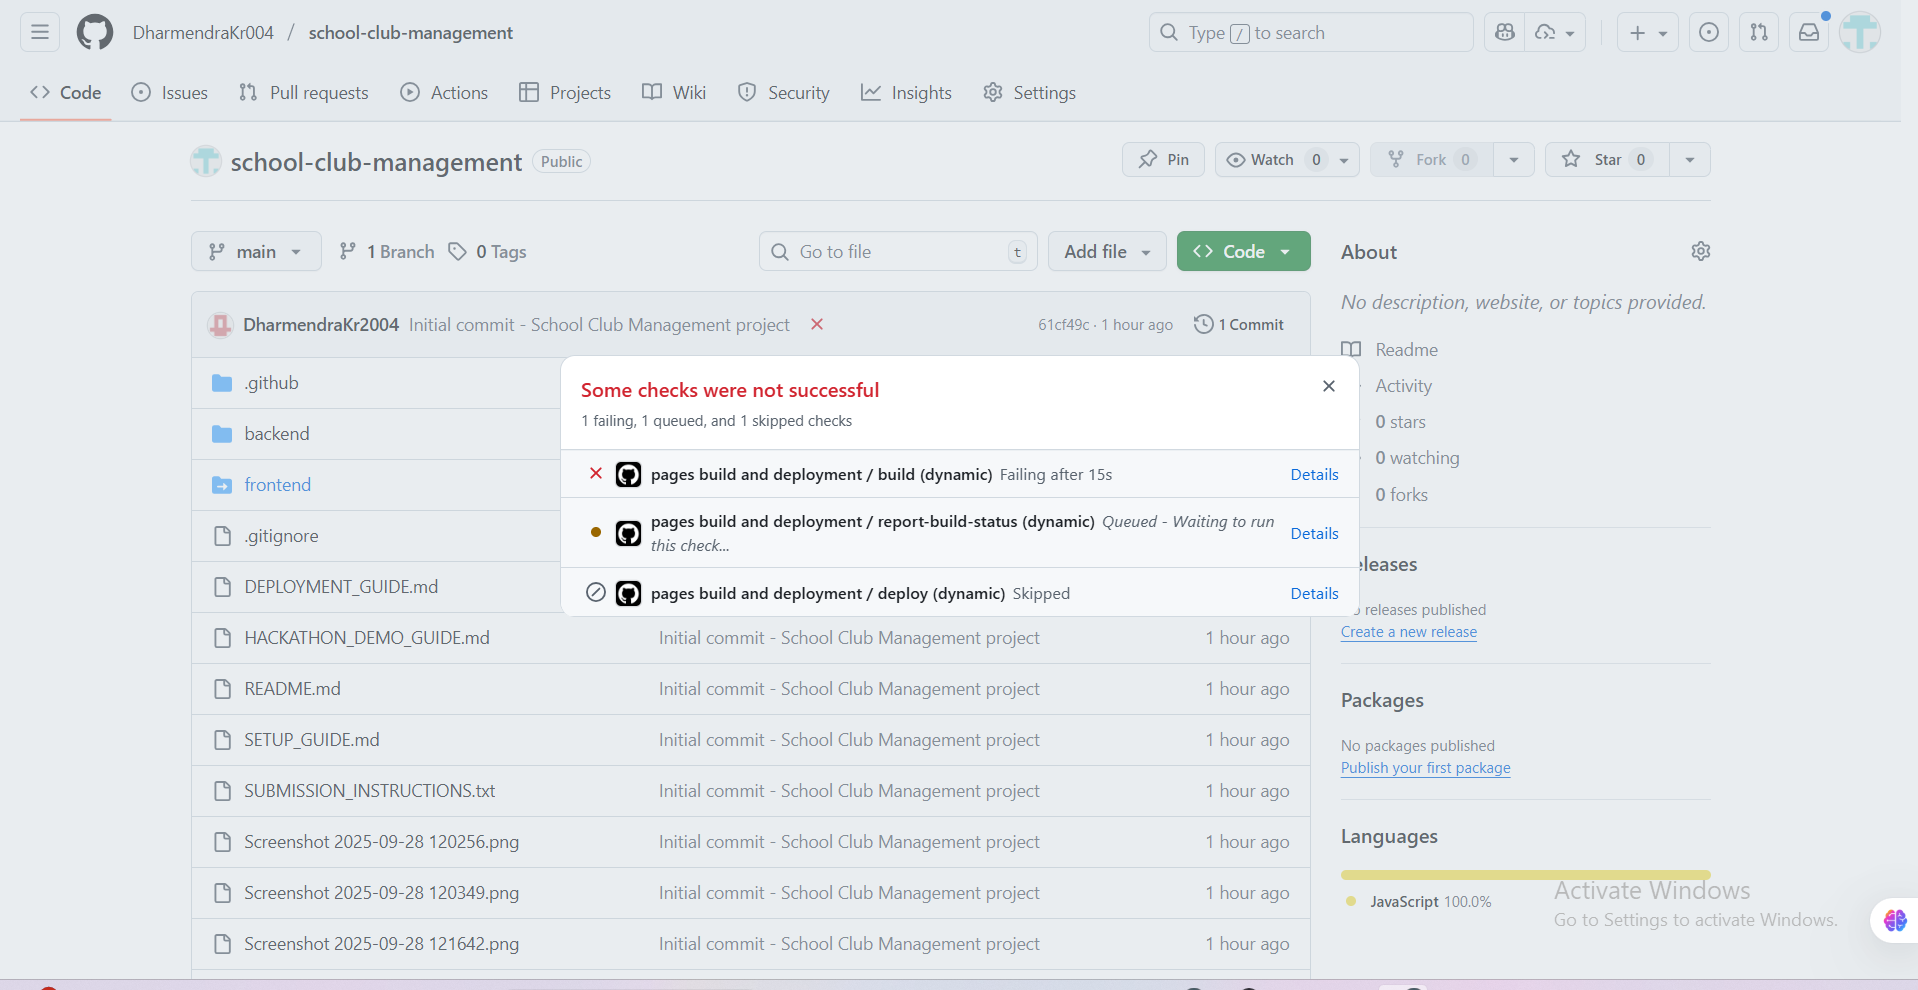 DharmendraKr004 / school-club-management
Type / to search
Code
Issues
Pull requests
Actions
Projects
Wiki
Security
Insights
Settings
school-club-management Public
Pin
Watch 0
Fork 0
Star 0
main
1 Branch
0 Tags
Go to file t
Add file
Code
About
No description, website, or topics provided.
DharmendraKr2004 Initial commit - School Club Management project
61cf49c · 1 hour ago
1 Commit
Readme
Activity
0 stars
0 watching
0 forks
.github
backend
frontend
.gitignore
DEPLOYMENT_GUIDE.md
Some checks were not successful
1 failing, 1 queued, and 1 skipped checks
pages build and deployment / build (dynamic) Failing after 15s
Details
pages build and deployment / report-build-status (dynamic) Queued - Waiting to run
this check...
Details
pages build and deployment / deploy (dynamic) Skipped
Details
eleases
releases published
Create a new release
HACKATHON_DEMO_GUIDE.md Initial commit - School Club Management project 1 hour ago
README.md Initial commit - School Club Management project 1 hour ago
SETUP_GUIDE.md Initial commit - School Club Management project 1 hour ago
SUBMISSION_INSTRUCTIONS.txt Initial commit - School Club Management project 1 hour ago
Screenshot 2025-09-28 120256.png Initial commit - School Club Management project 1 hour ago
Screenshot 2025-09-28 120349.png Initial commit - School Club Management project 1 hour ago
Screenshot 2025-09-28 121642.png Initial commit - School Club Management project 1 hour ago
Packages
No packages published
Publish your first package
Languages
JavaScript 100.0%
Activate Windows
Go to Settings to activate Windows.